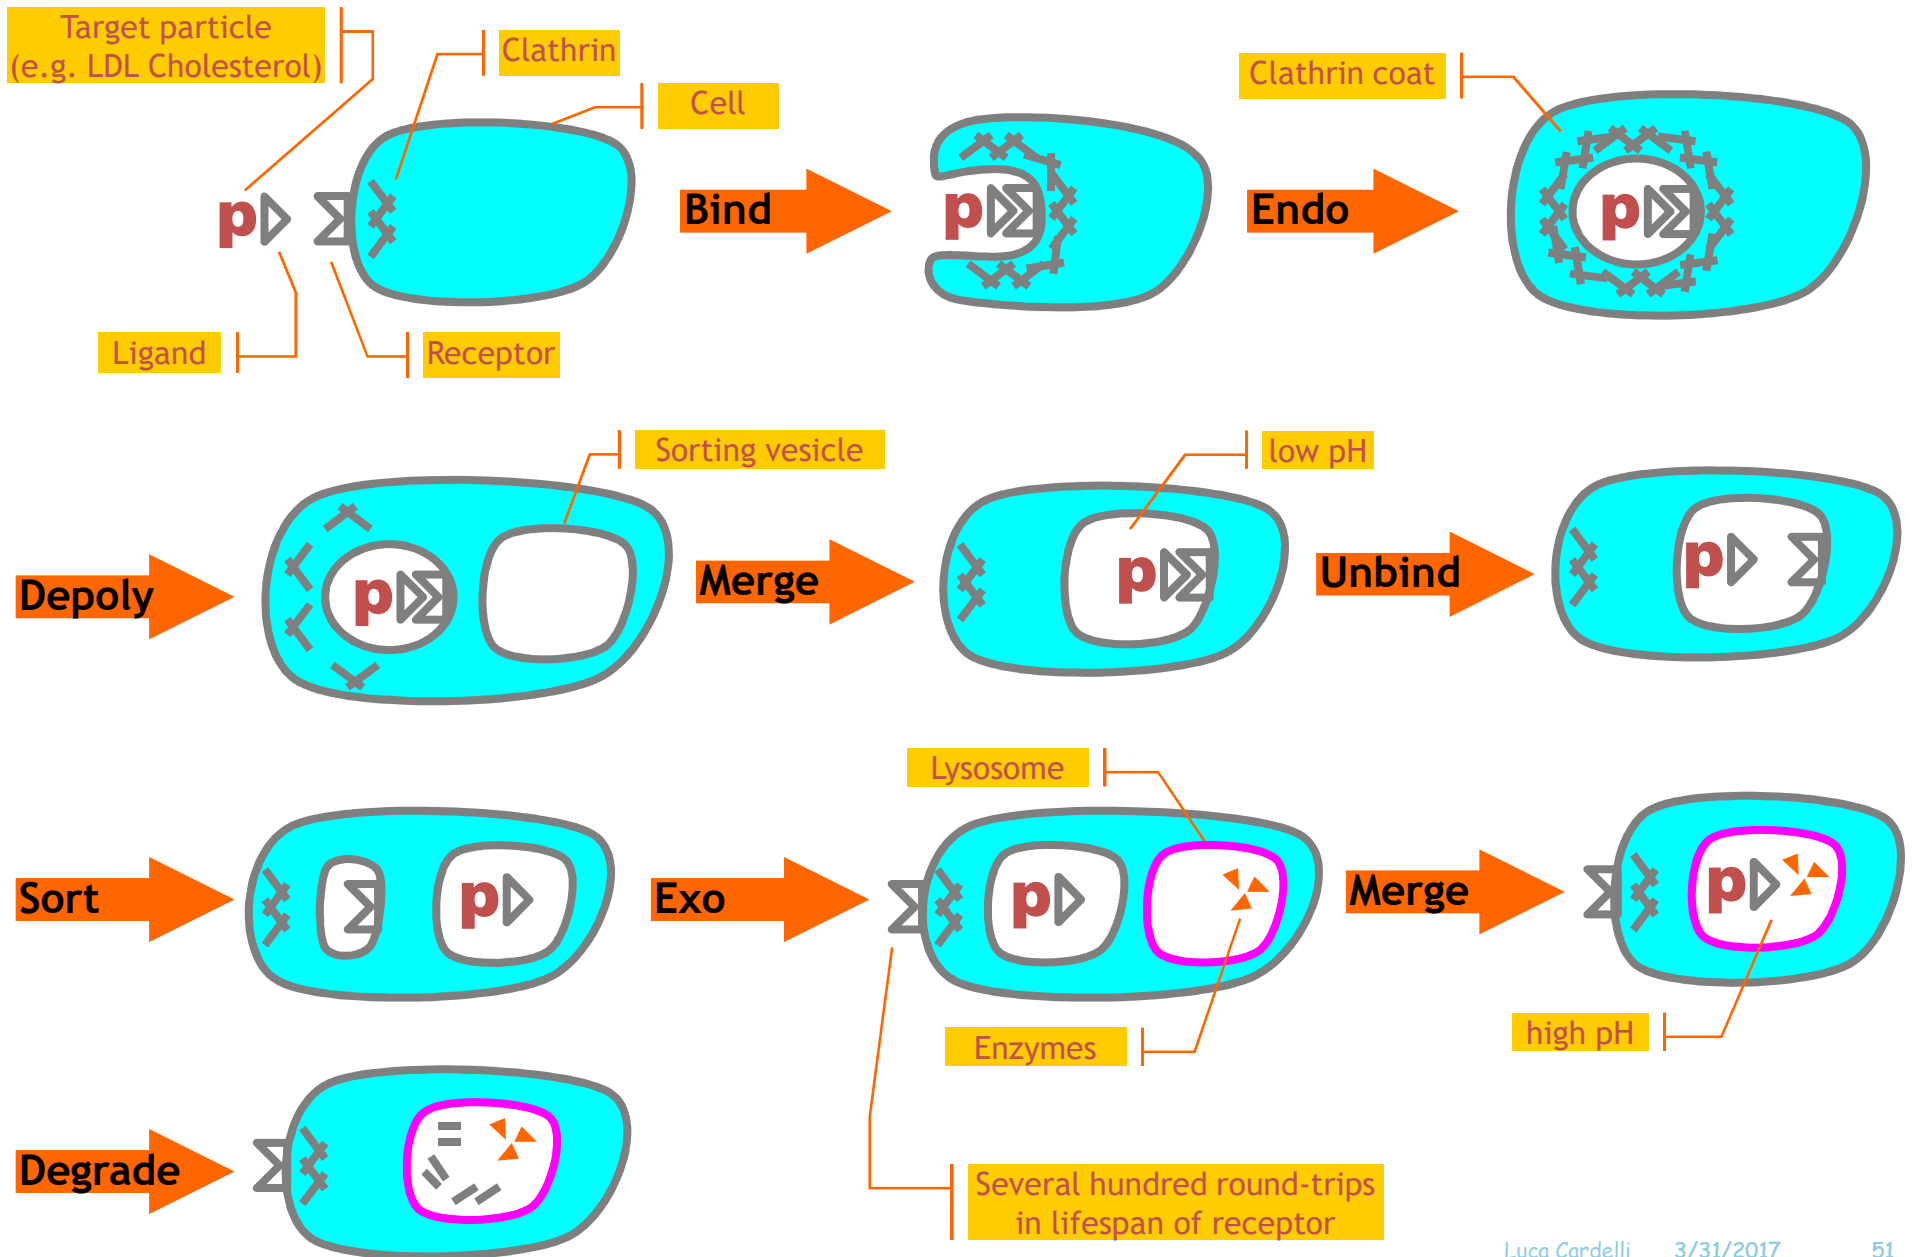 Target particle
(e.g. LDL Cholesterol)
Clathrin
Cell
Clathrin coat
p
Bind
p
Endo
p
Ligand
Receptor
Sorting vesicle
low pH
Depoly
p
Merge
p
Unbind
p
Lysosome
Sort
p
Exo
p
Merge
p
Enzymes
high pH
Degrade
Several hundred round-trips
in lifespan of receptor
Luca Cardelli 3/31/2017 51